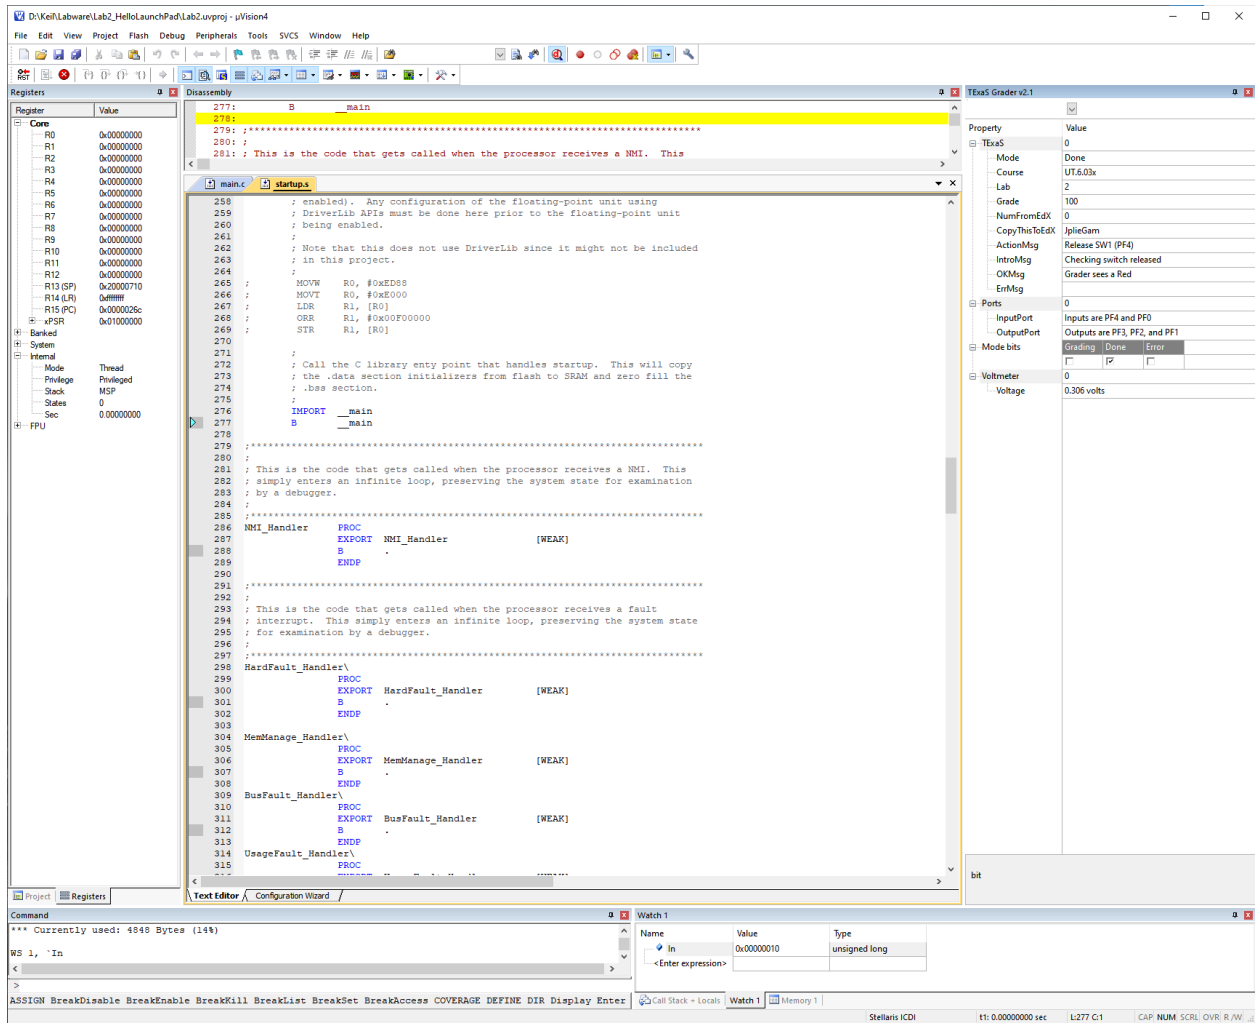 D:\Keil\Labware\Lab2_HelloLaunchPad\Lab2.uvproj - µVision4
File Edit View Project Flash Debug Peripherals Tools SVCS Window Help
Registers
Register Value
Core
R0 0x00000000
R1 0x00000000
R2 0x00000000
R3 0x00000000
R4 0x00000000
R5 0x00000000
R6 0x00000000
R7 0x00000000
R8 0x00000000
R9 0x00000000
R10 0x00000000
R11 0x00000000
R12 0x00000000
R13 (SP) 0x20000710
R14 (LR) 0xffffffff
R15 (PC) 0x0000026c
xPSR 0x01000000
Banked
System
Internal
Mode Thread
Privilege Privileged
Stack MSP
States 0
Sec 0.00000000
FPU
Project Registers
Disassembly
277: B __main
278:
279: ;******************************************************************************
280: ;
281: ; This is the code that gets called when the processor receives a NMI. This
main.c startup.s
258 ; enabled). Any configuration of the floating-point unit using
259 ; DriverLib APIs must be done here prior to the floating-point unit
260 ; being enabled.
261 ;
262 ; Note that this does not use DriverLib since it might not be included
263 ; in this project.
264 ;
265 ; MOVW R0, #0xED88
266 ; MOVT R0, #0xE000
267 ; LDR R1, [R0]
268 ; ORR R1, #0x00F00000
269 ; STR R1, [R0]
270
271 ;
272 ; Call the C library enty point that handles startup. This will copy
273 ; the .data section initializers from flash to SRAM and zero fill the
274 ; .bss section.
275 ;
276 IMPORT __main
277 B __main
278
279 ;******************************************************************************
280 ;
281 ; This is the code that gets called when the processor receives a NMI. This
282 ; simply enters an infinite loop, preserving the system state for examination
283 ; by a debugger.
284 ;
285 ;******************************************************************************
286 NMI_Handler PROC
287 EXPORT NMI_Handler [WEAK]
288 B .
289 ENDP
290
291 ;******************************************************************************
292 ;
293 ; This is the code that gets called when the processor receives a fault
294 ; interrupt. This simply enters an infinite loop, preserving the system state
295 ; for examination by a debugger.
296 ;
297 ;******************************************************************************
298 HardFault_Handler\
299 PROC
300 EXPORT HardFault_Handler [WEAK]
301 B .
302 ENDP
303
304 MemManage_Handler\
305 PROC
306 EXPORT MemManage_Handler [WEAK]
307 B .
308 ENDP
309 BusFault_Handler\
310 PROC
311 EXPORT BusFault_Handler [WEAK]
312 B .
313 ENDP
314 UsageFault_Handler\
315 PROC
Text Editor Configuration Wizard
TExaS Grader v2.1
Property Value
TExaS 0
Mode Done
Course UT.6.03x
Lab 2
Grade 100
NumFromEdX 0
CopyThisToEdX JplieGam
ActionMsg Release SW1 (PF4)
IntroMsg Checking switch released
OKMsg Grader sees a Red
ErrMsg
Ports 0
InputPort Inputs are PF4 and PF0
OutputPort Outputs are PF3, PF2, and PF1
Mode bits Grading Done Error
Voltmeter 0
Voltage 0.306 volts
bit
Command
*** Currently used: 4848 Bytes (14%)
WS 1, `In
>
ASSIGN BreakDisable BreakEnable BreakKill BreakList BreakSet BreakAccess COVERAGE DEFINE DIR Display Enter
Watch 1
Name Value Type
In 0x00000010 unsigned long
<Enter expression>
Call Stack + Locals Watch 1 Memory 1
Stellaris ICDI t1: 0.00000000 sec L:277 C:1 CAP NUM SCRL OVR R/W